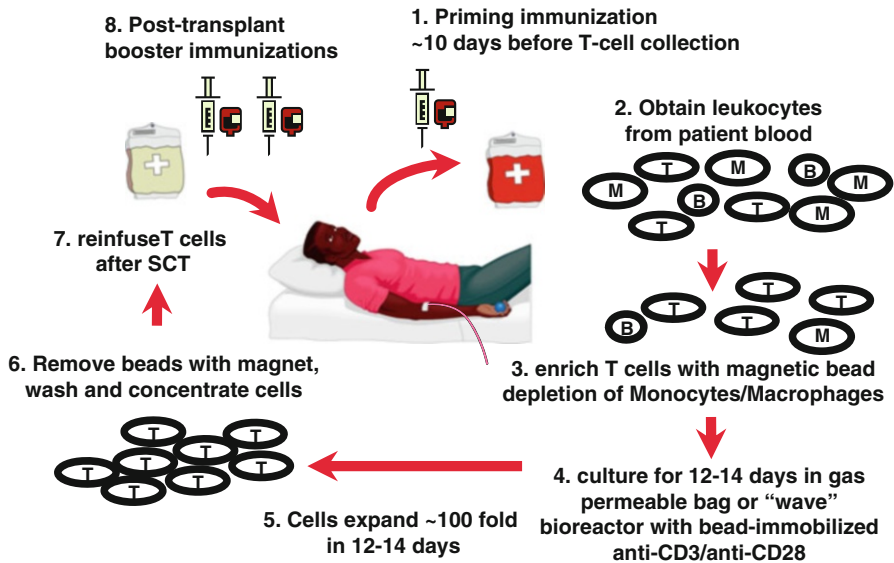 8. Post-transplant
booster immunizations
1. Priming immunization
~10 days before T-cell collection
2. Obtain leukocytes
from patient blood
T
M
B
M
M
B
T
M
T
T
T
T
T
B
M
3. enrich T cells with magnetic bead
depletion of Monocytes/Macrophages
4. culture for 12-14 days in gas
permeable bag or “wave”
bioreactor with bead-immobilized
anti-CD3/anti-CD28
5. Cells expand ~100 fold
in 12-14 days
6. Remove beads with magnet,
wash and concentrate cells
T
T
T
T
T
T
T
T
7. reinfuseT cells
after SCT